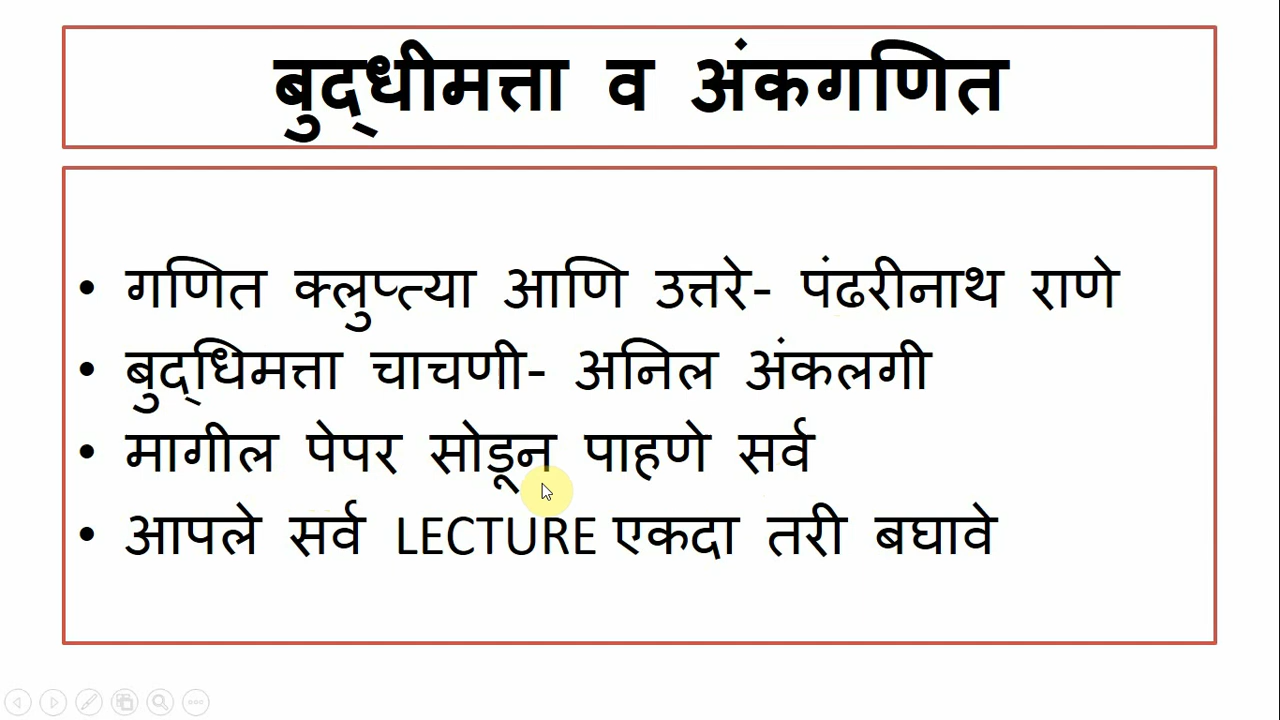 बुद्‌धीमत्ता व अंकगणित
• गणित क्लुप्त्या आणि उत्तरे- पंढरीनाथ राणे
• बुद्‌धिमत्ता चाचणी- अनिल अंकलगी
• मागील पेपर सोडून पाहणे सर्व
• आपले सर्व LECTURE एकदा तरी बघावे